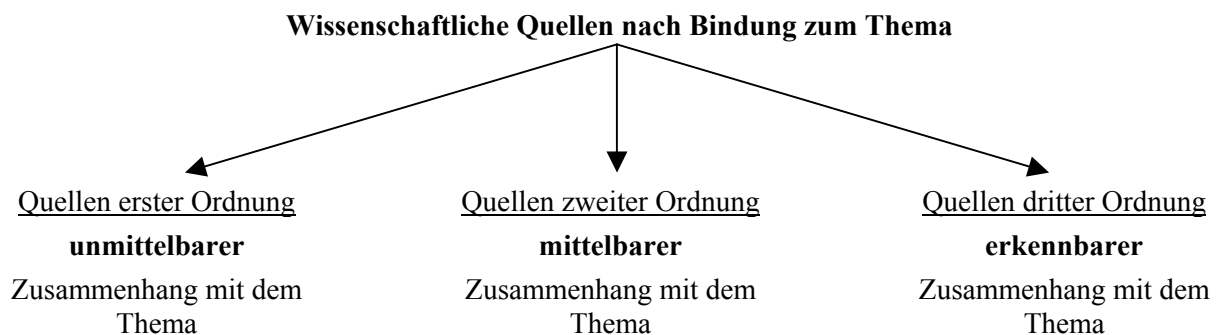 Wissenschaftliche Quellen nach Bindung zum Thema
Quellen erster Ordnung
unmittelbarer
Zusammenhang mit dem
Thema
Quellen zweiter Ordnung
mittelbarer
Zusammenhang mit dem
Thema
Quellen dritter Ordnung
erkennbarer
Zusammenhang mit dem
Thema